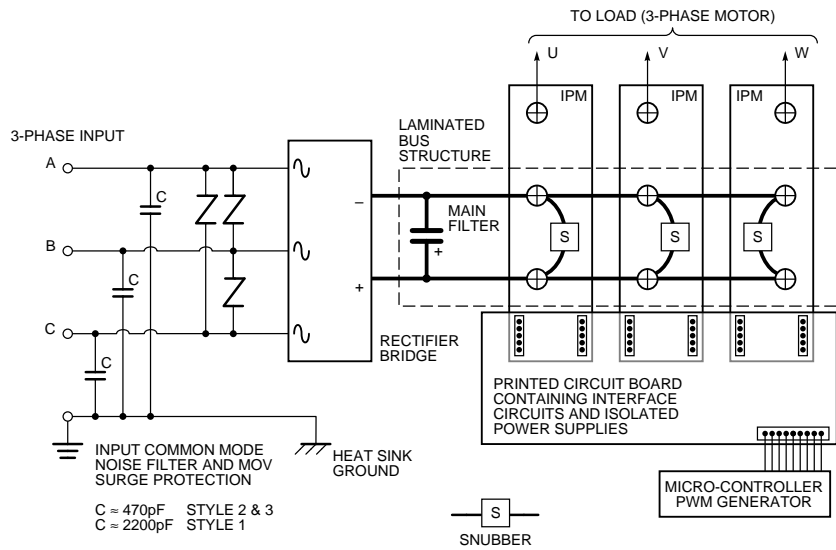 TO LOAD (3-PHASE MOTOR)
U
V
W
IPM
IPM
IPM
LAMINATED
BUS
STRUCTURE
3-PHASE INPUT
A
B
C
C
C
C
–
+
MAIN
FILTER
+
S
S
S
RECTIFIER
BRIDGE
PRINTED CIRCUIT BOARD
CONTAINING INTERFACE
CIRCUITS AND ISOLATED
POWER SUPPLIES
INPUT COMMON MODE
NOISE FILTER AND MOV
SURGE PROTECTION
HEAT SINK
GROUND
C ≈ 470pF STYLE 2 & 3
C ≈ 2200pF STYLE 1
MICRO-CONTROLLER
PWM GENERATOR
S
SNUBBER